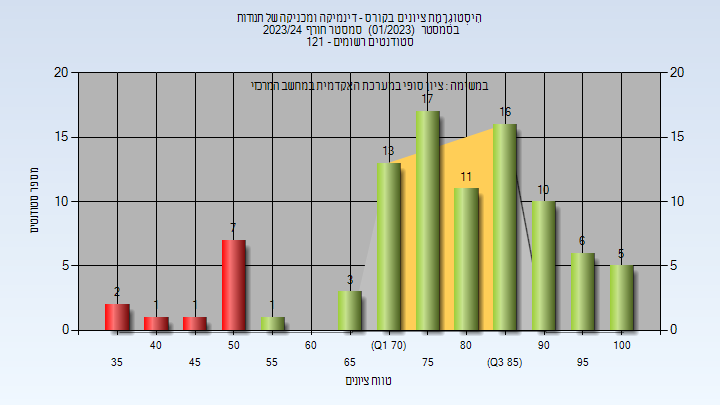 היסטוגרמת ציונים בקורס - דינמיקה ומכניקה של חנודות
בסמסטר (01/2023) סמסטר חורף 2023/24
סטודנטים רשומים - 121
במשימה : ציון סופי במערכת האקדמית במחשב המרכזי
מספר סטודנטים
20 20
15 15
10 10
5 5
0 0
2 1 1 7 1 3 13 17 11 16 10 6 5
40 50 60 (Q1 70) 80 90 100
35 45 55 65 75 (Q3 85) 95
טווח ציונים